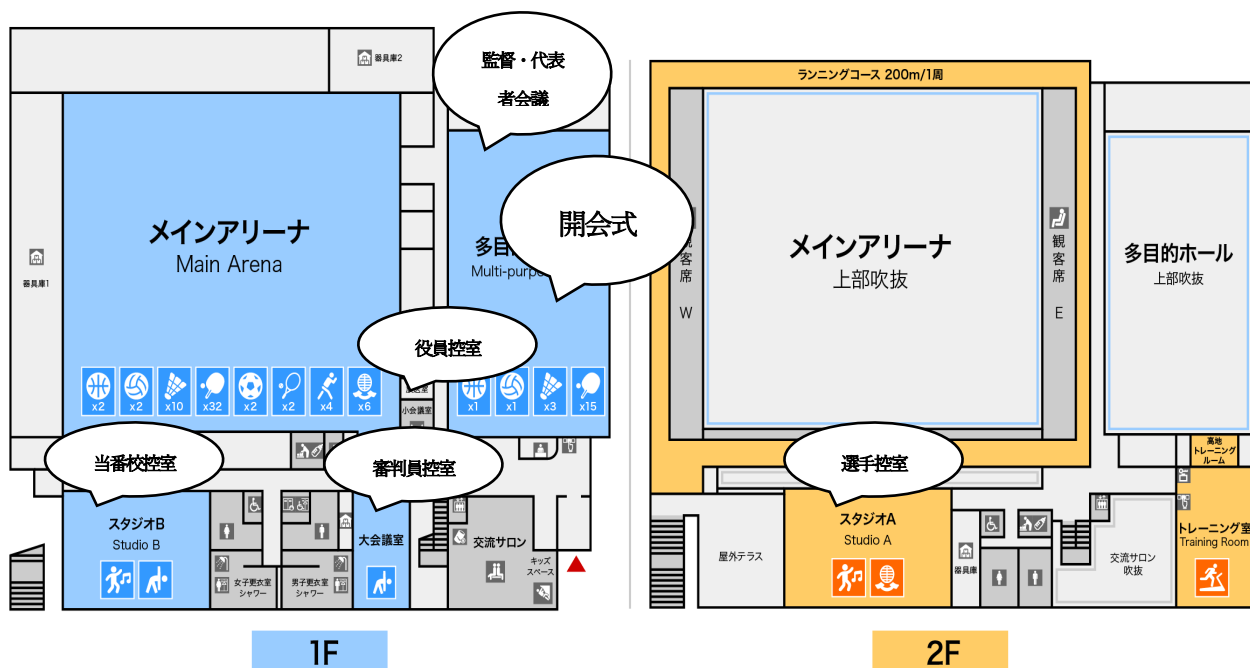 器具庫2
監督・代表
者会議
メインアリーナ
Main Arena
器具庫1
開会式
多目
Multi-purp
役員控室
x2
x2
x10
x32
x2
x2
x4
x6
小会議室
x1
x1
x3
x15
当番校控室
審判員控室
スタジオB
Studio B
女子更衣室
シャワー
男子更衣室
シャワー
大会議室
交流サロン
キッズ
スペース
1F
ランニングコース 200m/1周
メインアリーナ
上部吹抜
観客席 W
観客席 E
多目的ホール
上部吹抜
高地
トレーニング
ルーム
選手控室
屋外テラス
スタジオA
Studio A
器具庫
交流サロン
吹抜
トレーニング室
Training Room
2F